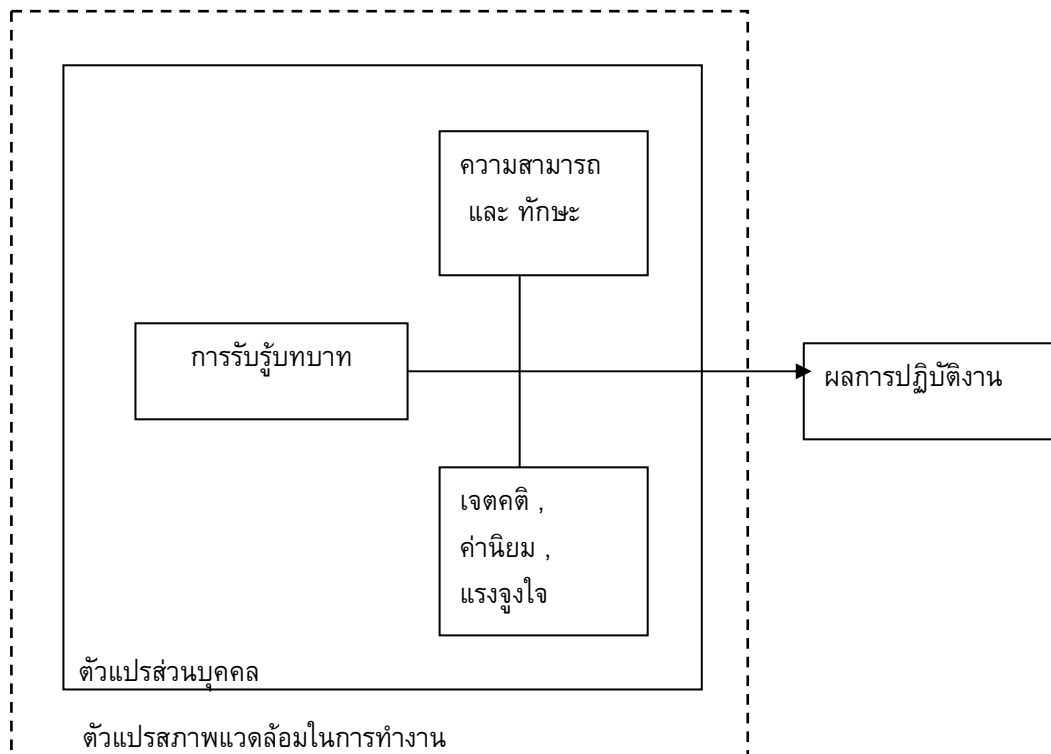 ความสามารถ
และ ทักษะ
การรับรู้บทบาท
ผลการปฏิบัติงาน
เจตคติ ,
ค่านิยม ,
แรงจูงใจ
ตัวแปรส่วนบุคคล
ตัวแปรสภาพแวดล้อมในการทำงาน